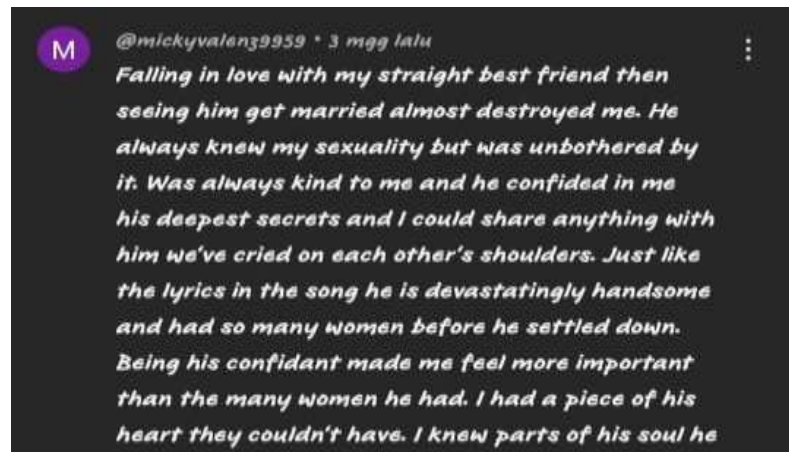 M
@mickyvalenz9959 • 3 mgg lalu
Falling in love with my straight best friend then
seeing him get married almost destroyed me. He
always knew my sexuality but was unbothered by
it. Was always kind to me and he confided in me
his deepest secrets and I could share anything with
him we've cried on each other's shoulders. Just like
the lyrics in the song he is devastatingly handsome
and had so many women before he settled down.
Being his confidant made me feel more important
than the many women he had. I had a piece of his
heart they couldn't have. I knew parts of his soul he